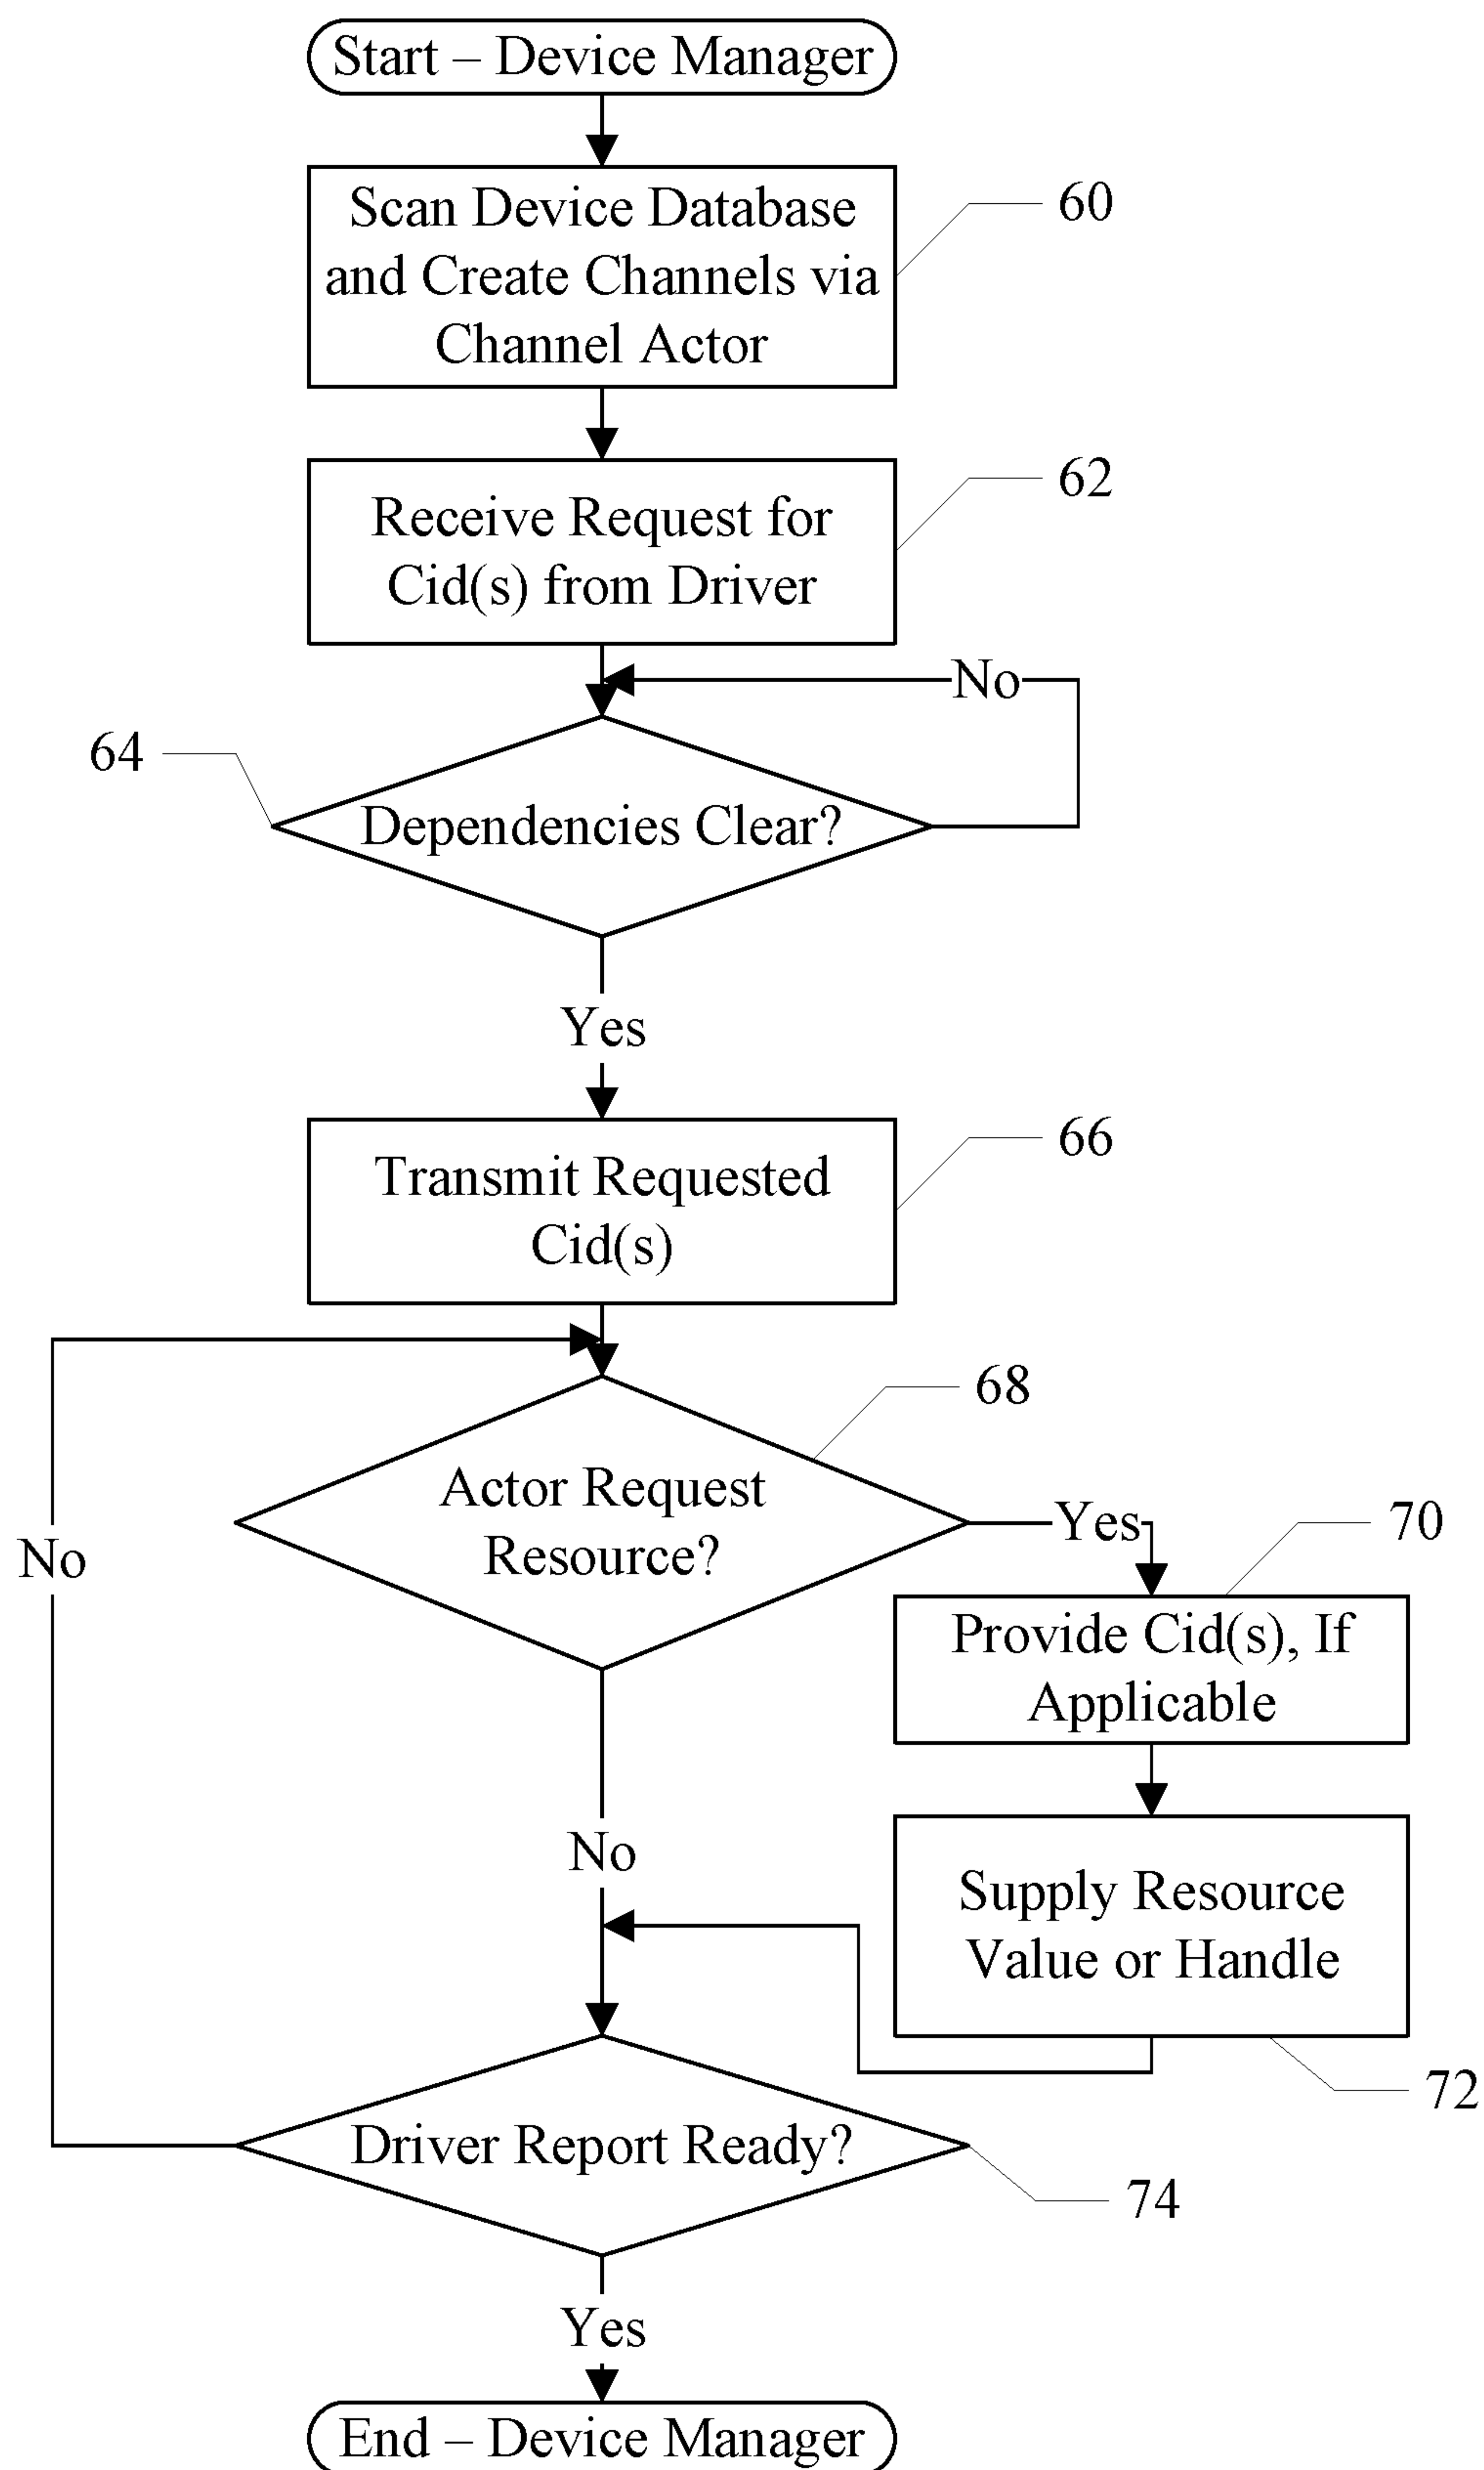 Start – Device Manager
Scan Device Database
and Create Channels via
Channel Actor
60
Receive Request for
Cid(s) from Driver
62
No
64
Dependencies Clear?
Yes
Transmit Requested
Cid(s)
66
68
Actor Request
Resource?
Yes
70
No
Provide Cid(s), If
Applicable
No
Supply Resource
Value or Handle
72
Driver Report Ready?
74
Yes
End – Device Manager